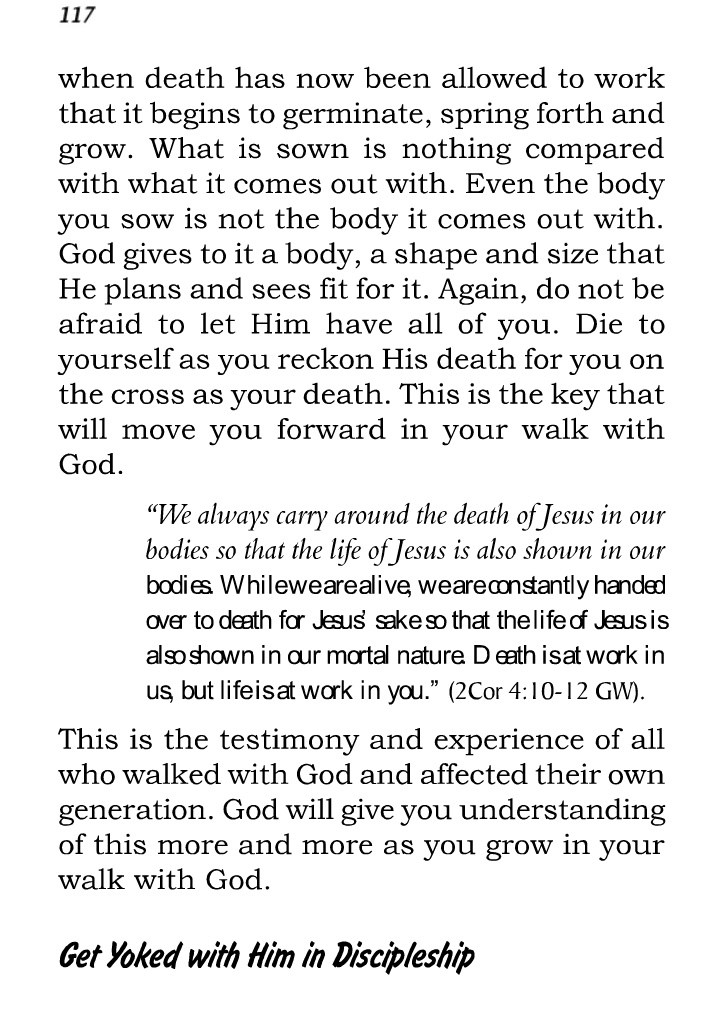 117
when death has now been allowed to work
that it begins to germinate, spring forth and
grow. What is sown is nothing compared
with what it comes out with. Even the body
you sow is not the body it comes out with.
God gives to it a body, a shape and size that
He plans and sees fit for it. Again, do not be
afraid to let Him have all of you. Die to
yourself as you reckon His death for you on
the cross as your death. This is the key that
will move you forward in your walk with
God.
“We always carry around the death of Jesus in our
bodies so that the life of Jesus is also shown in our
bodies. While we are alive, we are constantly handed
over to death for Jesus’ sake so that the life of Jesus is
also shown in our mortal nature. Death is at work in
us, but life is at work in you.” (2Cor 4:10-12 GW).
This is the testimony and experience of all
who walked with God and affected their own
generation. God will give you understanding
of this more and more as you grow in your
walk with God.
Get Yoked with Him in Discipleship